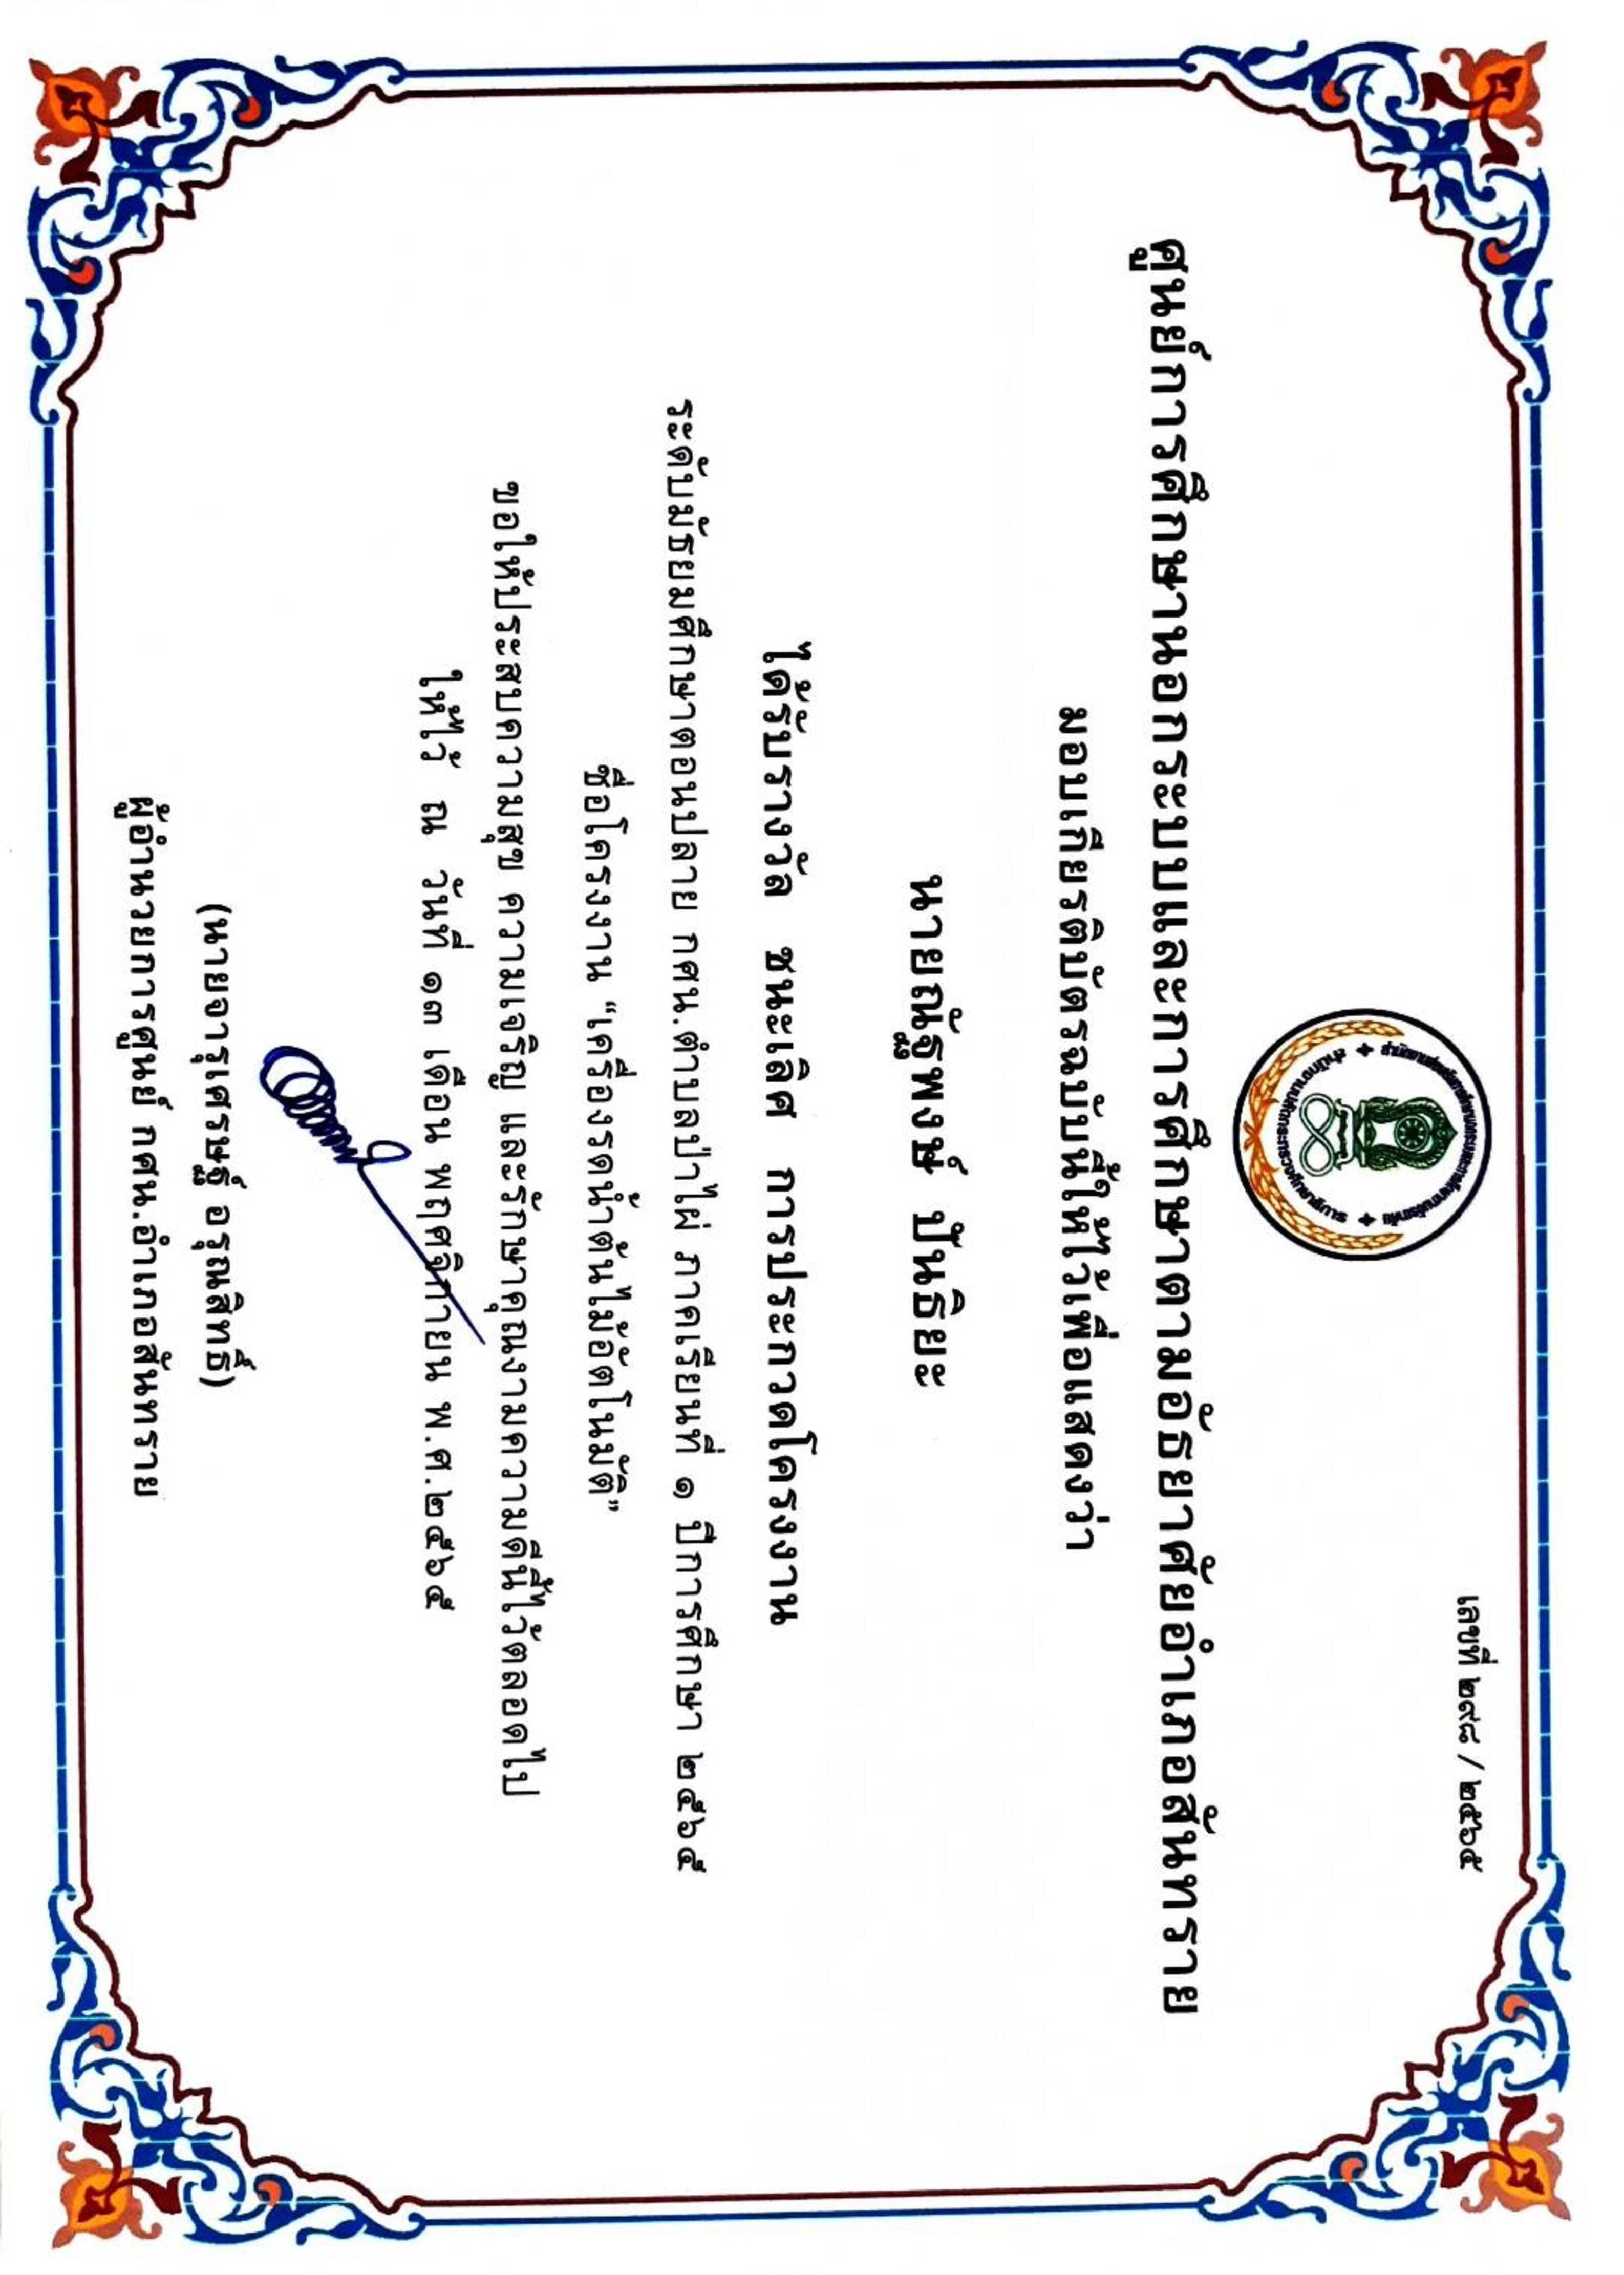 เลขที่ ๒๙๘ / ๒๕๖๕
สำนักงานส่งเสริมการศึกษานอกระบบและการศึกษาตามอัธยาศัย
สำนักงานปลัดกระทรวงศึกษาธิการ
ศูนย์การศึกษานอกระบบและการศึกษาตามอัธยาศัยอำเภอสันทราย
มอบเกียรติบัตรฉบับนี้ให้ไว้เพื่อแสดงว่า
นายณัฐพงษ์ ปันธิยะ
ได้รับรางวัล ชนะเลิศ การประกวดโครงงาน
ระดับมัธยมศึกษาตอนปลาย กศน.ตำบลป่าไผ่ ภาคเรียนที่ ๑ ปีการศึกษา ๒๕๖๕
ชื่อโครงงาน “เครื่องรดน้ำต้นไม้อัตโนมัติ”
ขอให้ประสบความสุข ความเจริญ และรักษาคุณงามความดีนี้ไว้ตลอดไป
ให้ไว้ ณ วันที่ ๑๓ เดือน พฤศจิกายน พ.ศ.๒๕๖๕
(นายจารุเศรษฐ์ อรุณสิทธิ์)
ผู้อำนวยการศูนย์ กศน.อำเภอสันทราย